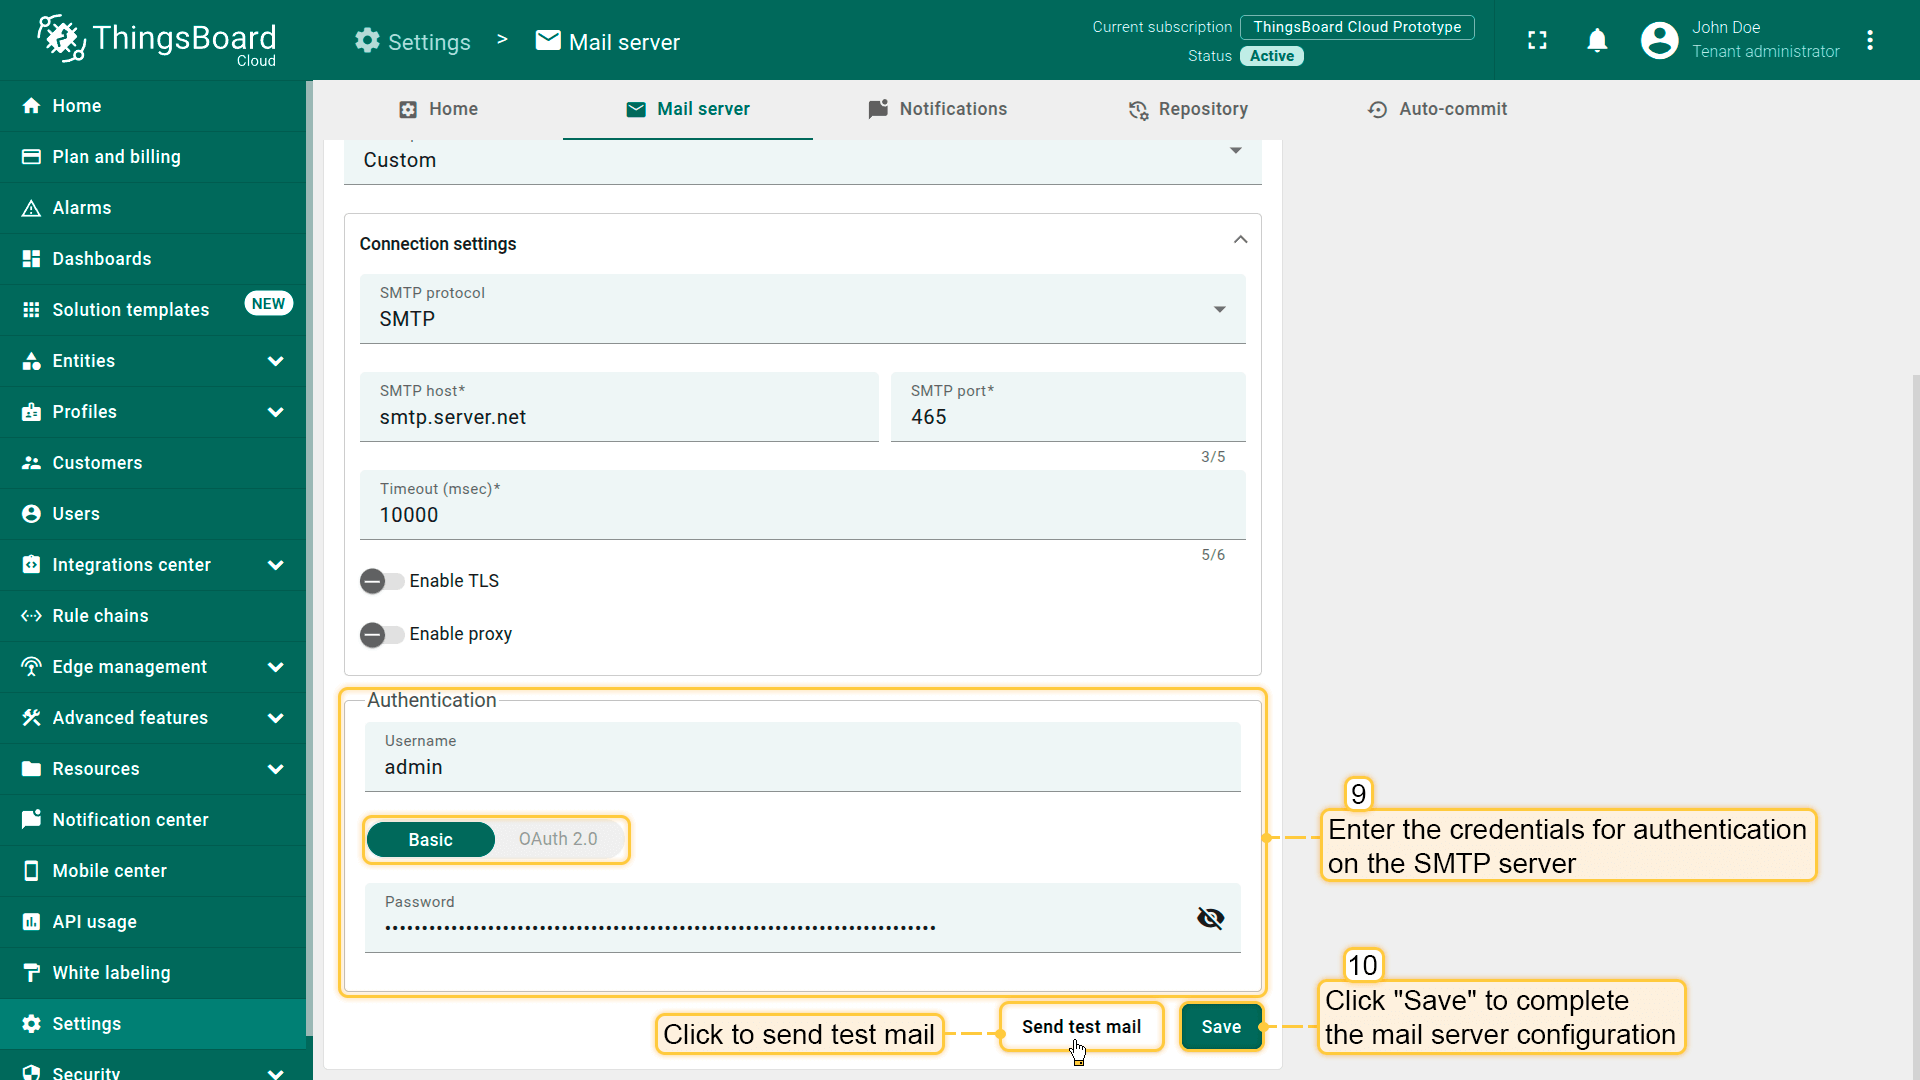 ThingsBoard
Cloud
Settings > Mail server
Current subscription ThingsBoard Cloud Prototype
Status Active
John Doe
Tenant administrator
Home
Plan and billing
Alarms
Dashboards
Solution templates NEW
Entities
Profiles
Customers
Users
Integrations center
Rule chains
Edge management
Advanced features
Resources
Notification center
Mobile center
API usage
White labeling
Settings
Security
Home Mail server Notifications Repository Auto-commit
Custom
Connection settings
SMTP protocol
SMTP
SMTP host*
smtp.server.net
SMTP port*
465
3/5
Timeout (msec)*
10000
5/6
Enable TLS
Enable proxy
Authentication
Username
admin
Basic OAuth 2.0
Password
9
Enter the credentials for authentication
on the SMTP server
Click to send test mail
Send test mail Save
10
Click "Save" to complete
the mail server configuration